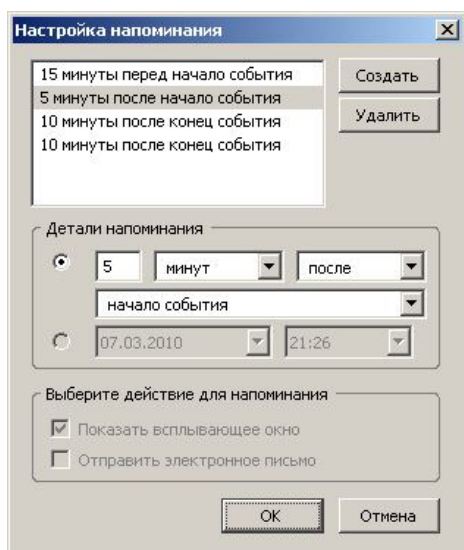 Настройка напоминания
15 минуты перед начало события
Создать
5 минуты после начало события
Удалить
10 минуты после конец события
10 минуты после конец события
Детали напоминания
5 минут после
начало события
07.03.2010 21:26
Выберите действие для напоминания
Показать всплывающее окно
Отправить электронное письмо
OK Отмена